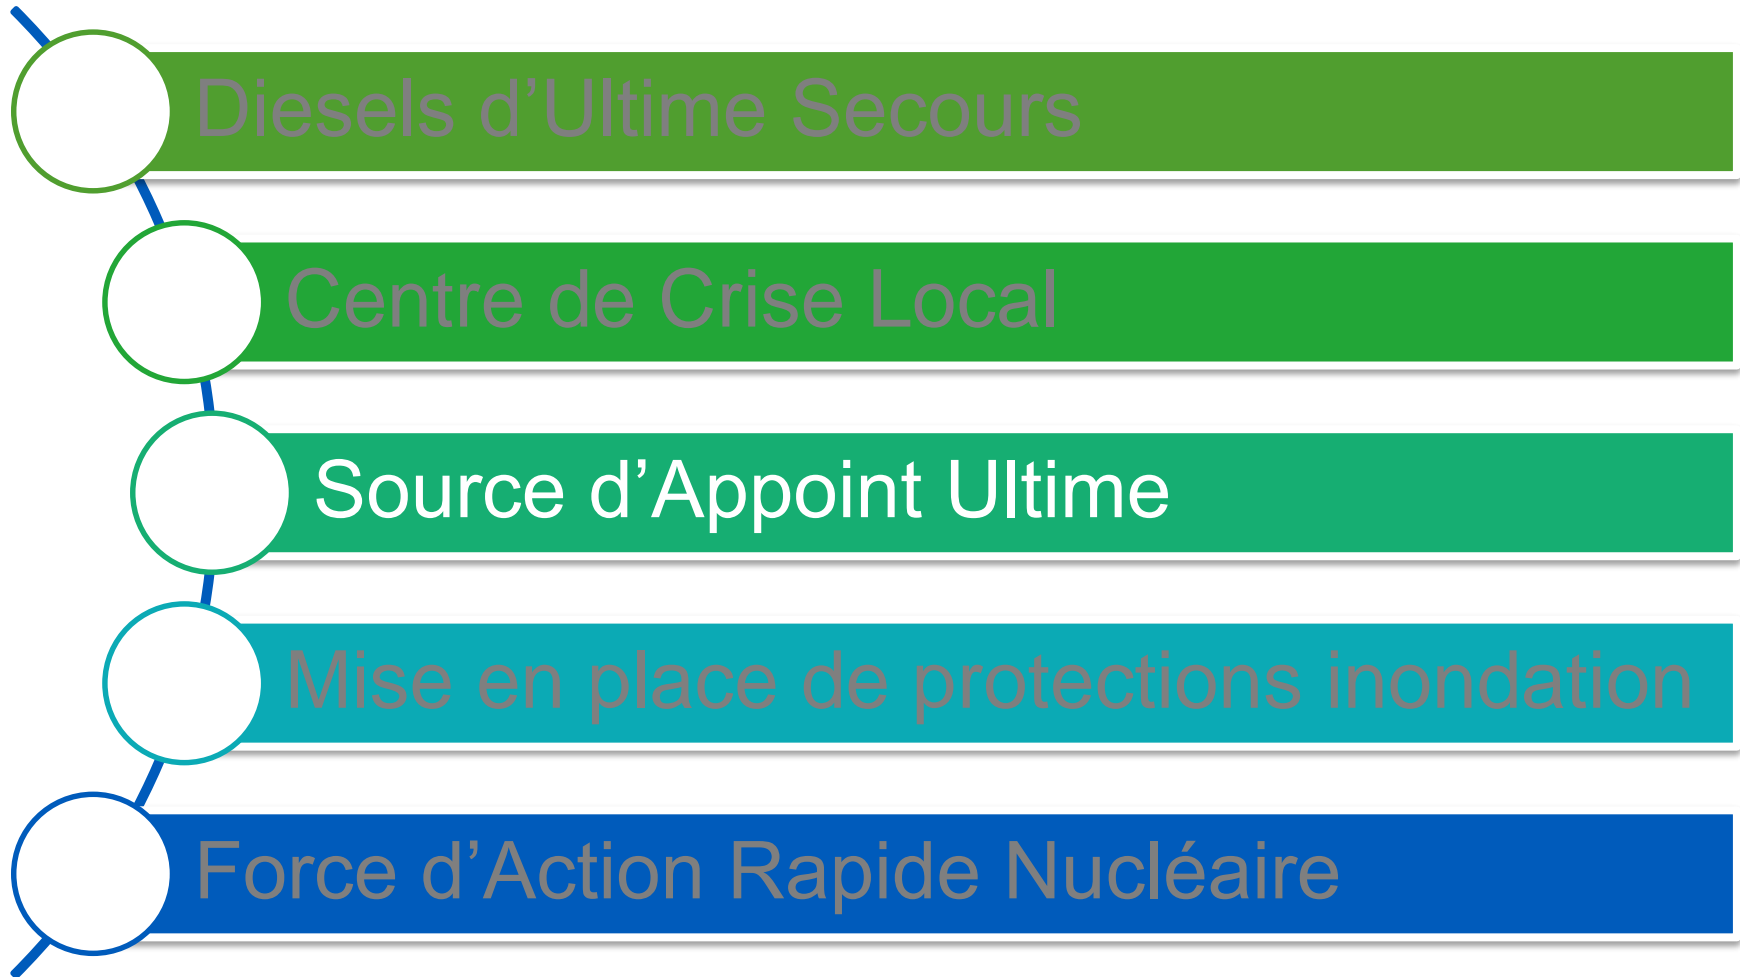 Diesels d’Ultime Secours
Centre de Crise Local
Source d’Appoint Ultime
Mise en place de protections inondation
Force d’Action Rapide Nucléaire